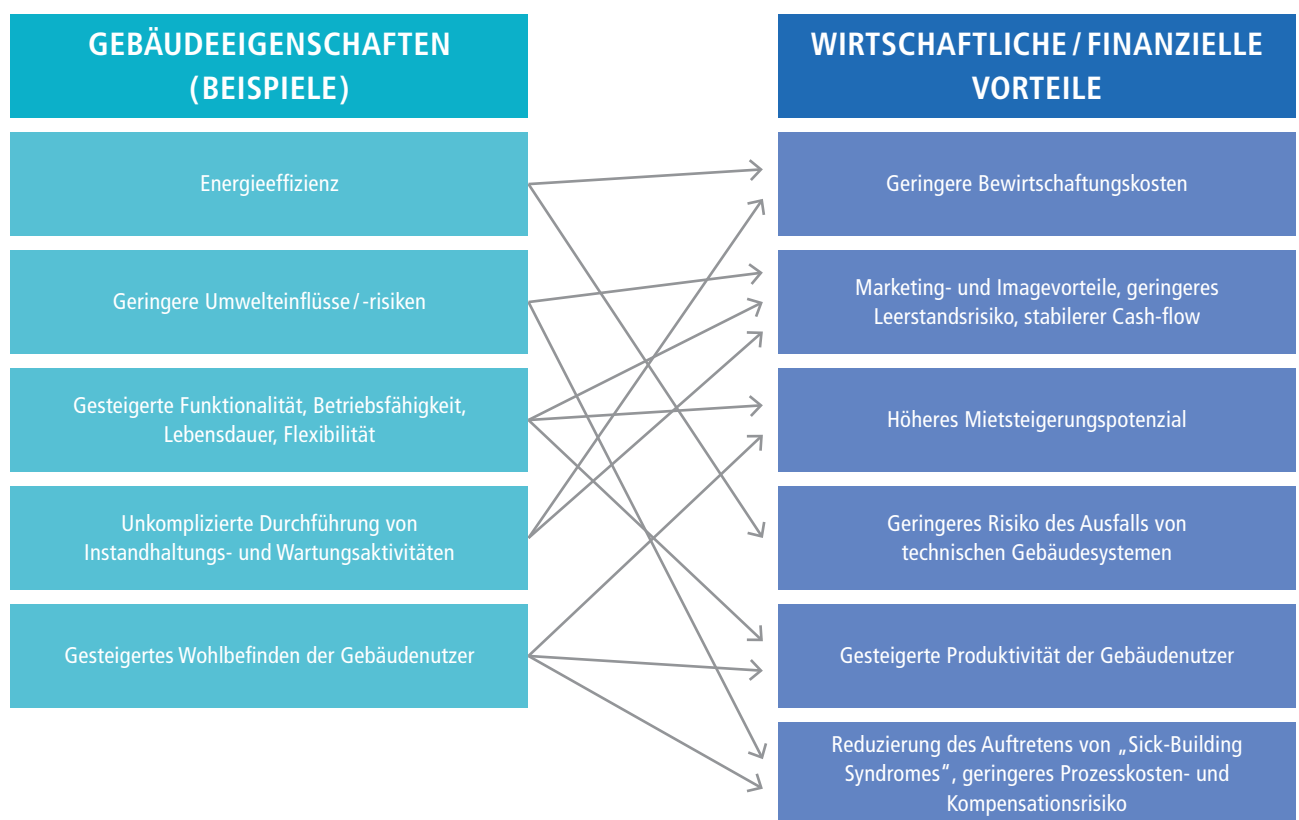 GEBÄUDEEIGENSCHAFTEN
(BEISPIELE)
Energieeffizienz
Geringere Umwelteinflüsse / -risiken
Gesteigerte Funktionalität, Betriebsfähigkeit,
Lebensdauer, Flexibilität
Unkomplizierte Durchführung von
Instandhaltungs- und Wartungsaktivitäten
Gesteigertes Wohlbefinden der Gebäudenutzer
WIRTSCHAFTLICHE / FINANZIELLE
VORTEILE
Geringere Bewirtschaftungskosten
Marketing- und Imagevorteile, geringeres
Leerstandsrisiko, stabilerer Cash-flow
Höheres Mietsteigerungspotenzial
Geringeres Risiko des Ausfalls von
technischen Gebäudesystemen
Gesteigerte Produktivität der Gebäudenutzer
Reduzierung des Auftretens von „Sick-Building
Syndromes“, geringeres Prozesskosten- und
Kompensationsrisiko